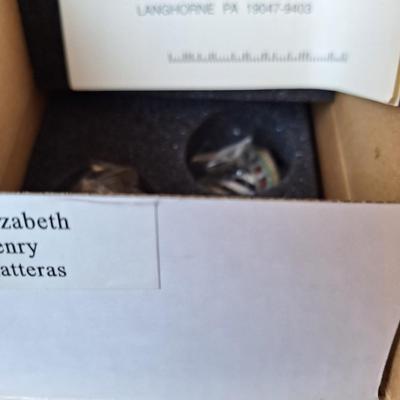 LANGHORNE PA 19047-9403
zabeth
enry
atteras